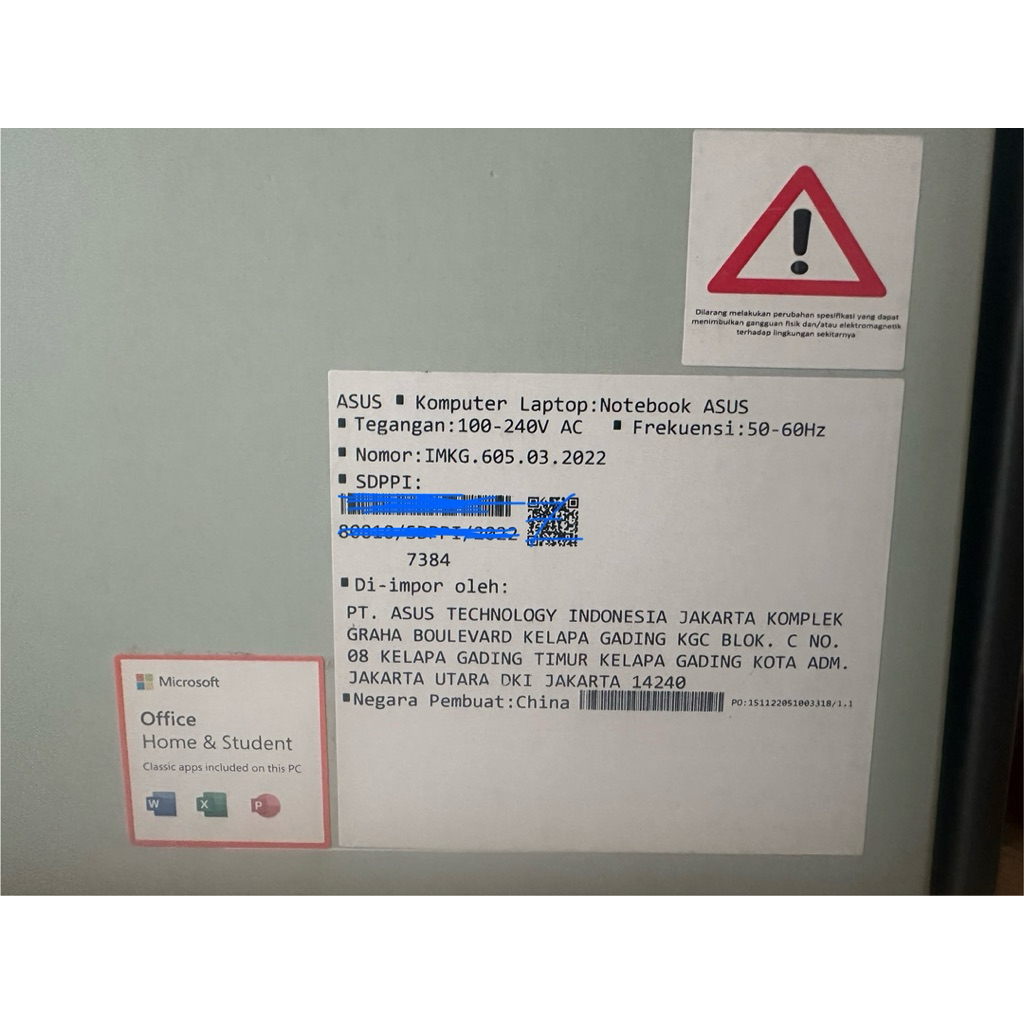 Dilarang melakukan perubahan spesifikasi yang dapat
menimbulkan gangguan fisik dan/atau elektromagnetik
terhadap lingkungan sekitarnya
ASUS ▪ Komputer Laptop:Notebook ASUS
▪ Tegangan:100-240V AC ▪ Frekuensi:50-60Hz
▪ Nomor:IMKG.605.03.2022
▪ SDPPI:
7384
▪Di-impor oleh:
PT. ASUS TECHNOLOGY INDONESIA JAKARTA KOMPLEK
GRAHA BOULEVARD KELAPA GADING KGC BLOK. C NO.
08 KELAPA GADING TIMUR KELAPA GADING KOTA ADM.
JAKARTA UTARA DKI JAKARTA 14240
▪Negara Pembuat:China PO:151122051003318/1.1
Microsoft
Office
Home & Student
Classic apps included on this PC
W X P